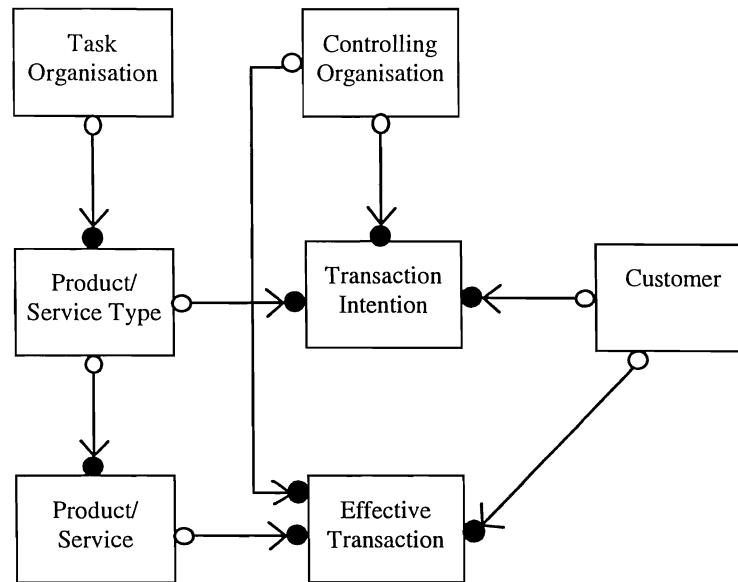 Task
Organisation
Controlling
Organisation
Product/
Service Type
Transaction
Intention
Customer
Product/
Service
Effective
Transaction